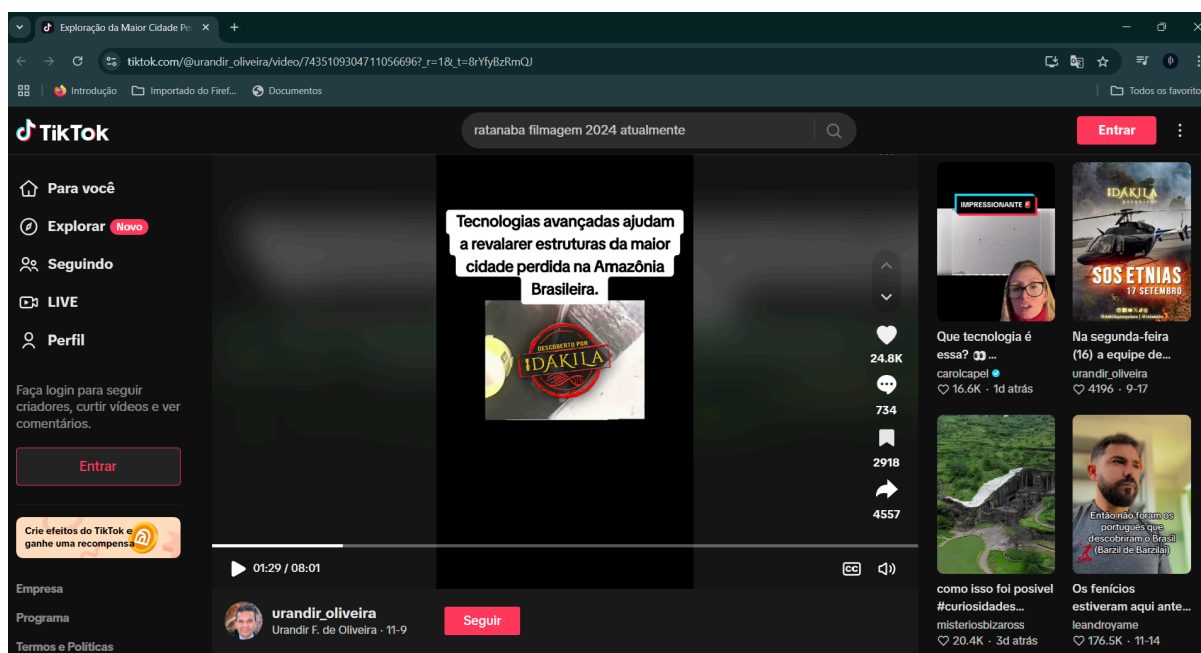 Exploração da Maior Cidade Pe
tiktok.com/@urandir_oliveira/video/7435109304711056696?_r=1&_t=8rYfyBzRmQJ
Introdução
Importado do Firef...
Documentos
Todos os favorito
TikTok
ratanaba filmagem 2024 atualmente
Entrar
Para você
Explorar Novo
Seguindo
LIVE
Perfil
Faça login para seguir
criadores, curtir vídeos e ver
comentários.
Entrar
Crie efeitos do TikTok e
ganhe uma recompensa
Empresa
Programa
Termos e Políticas
Tecnologias avançadas ajudam
a revalarer estruturas da maior
cidade perdida na Amazônia
Brasileira.
DESCOBERTO POR
DAKILA
24.8K
734
2918
4557
01:29 / 08:01
CC
urandir_oliveira
Urandir F. de Oliveira · 11-9
Seguir
IMPRESSIONANTE
Que tecnologia é
essa? ...
carolcapel
16.6K · 1d atrás
DAKILA
pesquisas
SOS ETNIAS
17 SETEMBRO
Na segunda-feira
(16) a equipe de...
urandir_oliveira
4196 · 9-17
como isso foi posivel
#curiosidades...
misteriosbizaross
20.4K · 3d atrás
Então não foram os
português que
descobriram o Brasil
(Barzil de Barzilai)
Os fenícios
estiveram aqui ante...
leandroyame
176.5K · 11-14